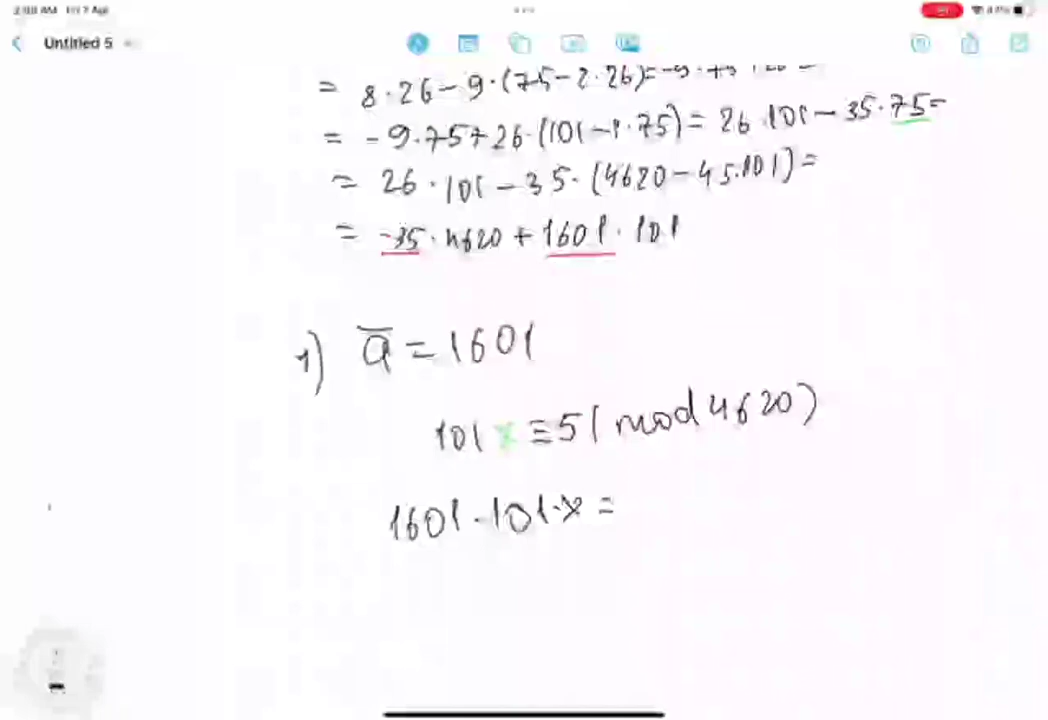 Untitled 5
= 8·26-9·(75-2·26)=
= -9·75+26·(101-1·75)= 26·101-35·75=
= 26·101-35·(4620-45·101)=
= -35·4620+1601·101
1) a̅=1601
101x≡5(mod 4620)
1601·101·x=